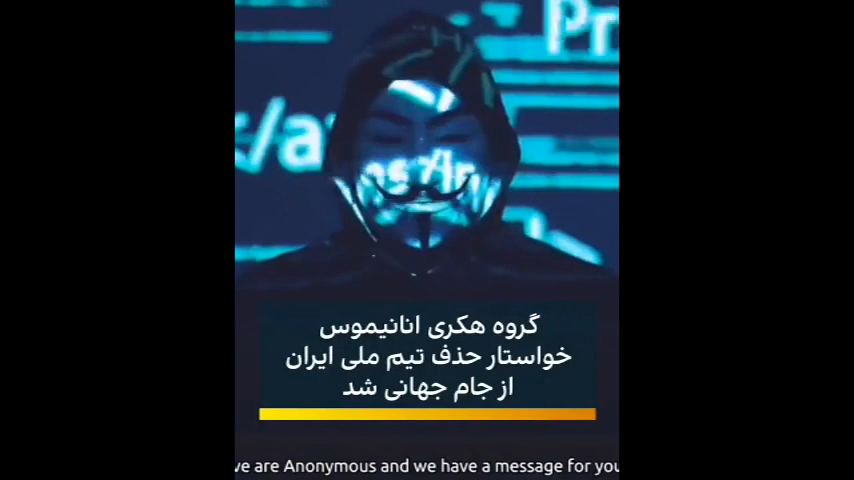 Pr
گروه هکری انانیموس
خواستار حذف تیم ملی ایران
از جام جهانی شد
are Anonymous and we have a message for you